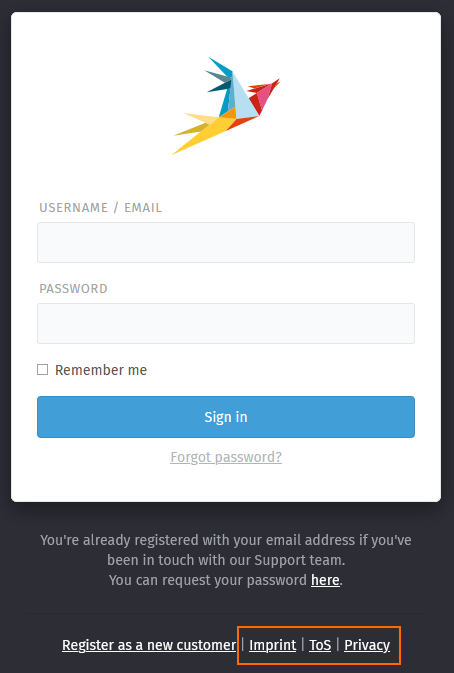 USERNAME / EMAIL
PASSWORD
Remember me
Sign in
Forgot password?
You're already registered with your email address if you've
been in touch with our Support team.
You can request your password here.
Register as a new customer | Imprint | ToS | Privacy